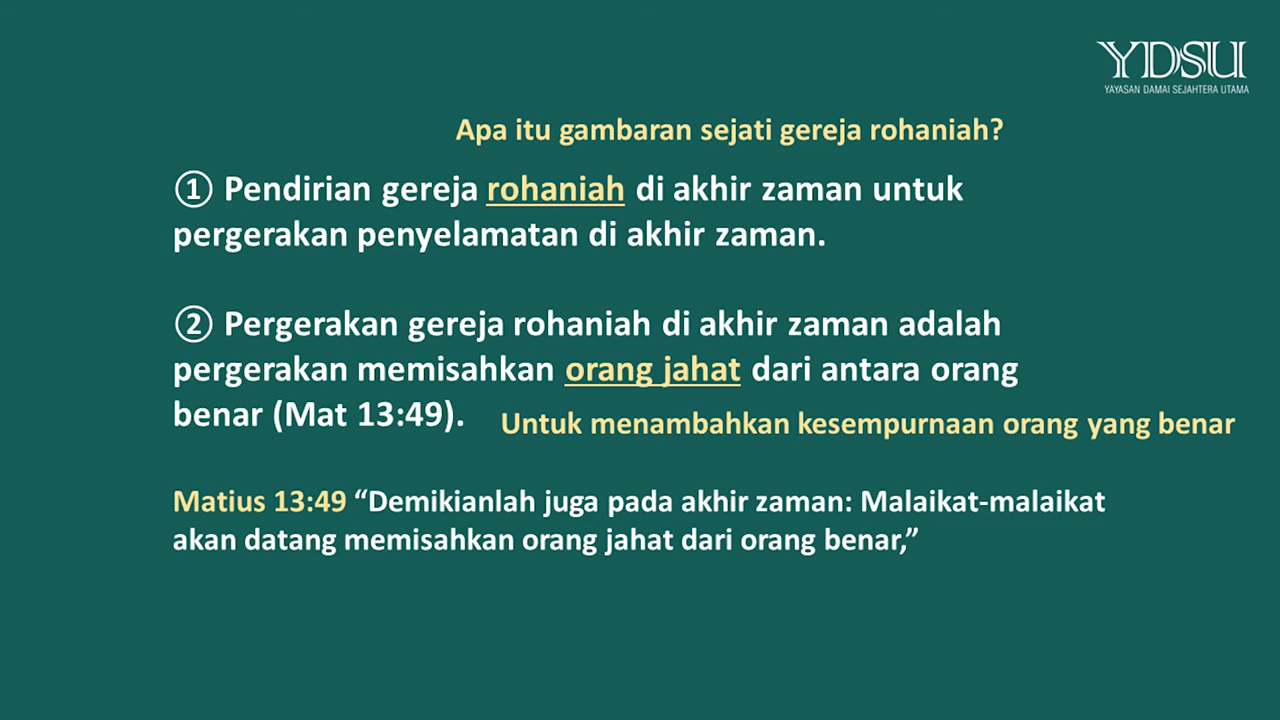 YDSU
YAYASAN DAMAI SEJAHTERA UTAMA
Apa itu gambaran sejati gereja rohaniah?
① Pendirian gereja rohaniah di akhir zaman untuk
pergerakan penyelamatan di akhir zaman.
② Pergerakan gereja rohaniah di akhir zaman adalah
pergerakan memisahkan orang jahat dari antara orang
benar (Mat 13:49).
Untuk menambahkan kesempurnaan orang yang benar
Matius 13:49 “Demikianlah juga pada akhir zaman: Malaikat-malaikat
akan datang memisahkan orang jahat dari orang benar,”